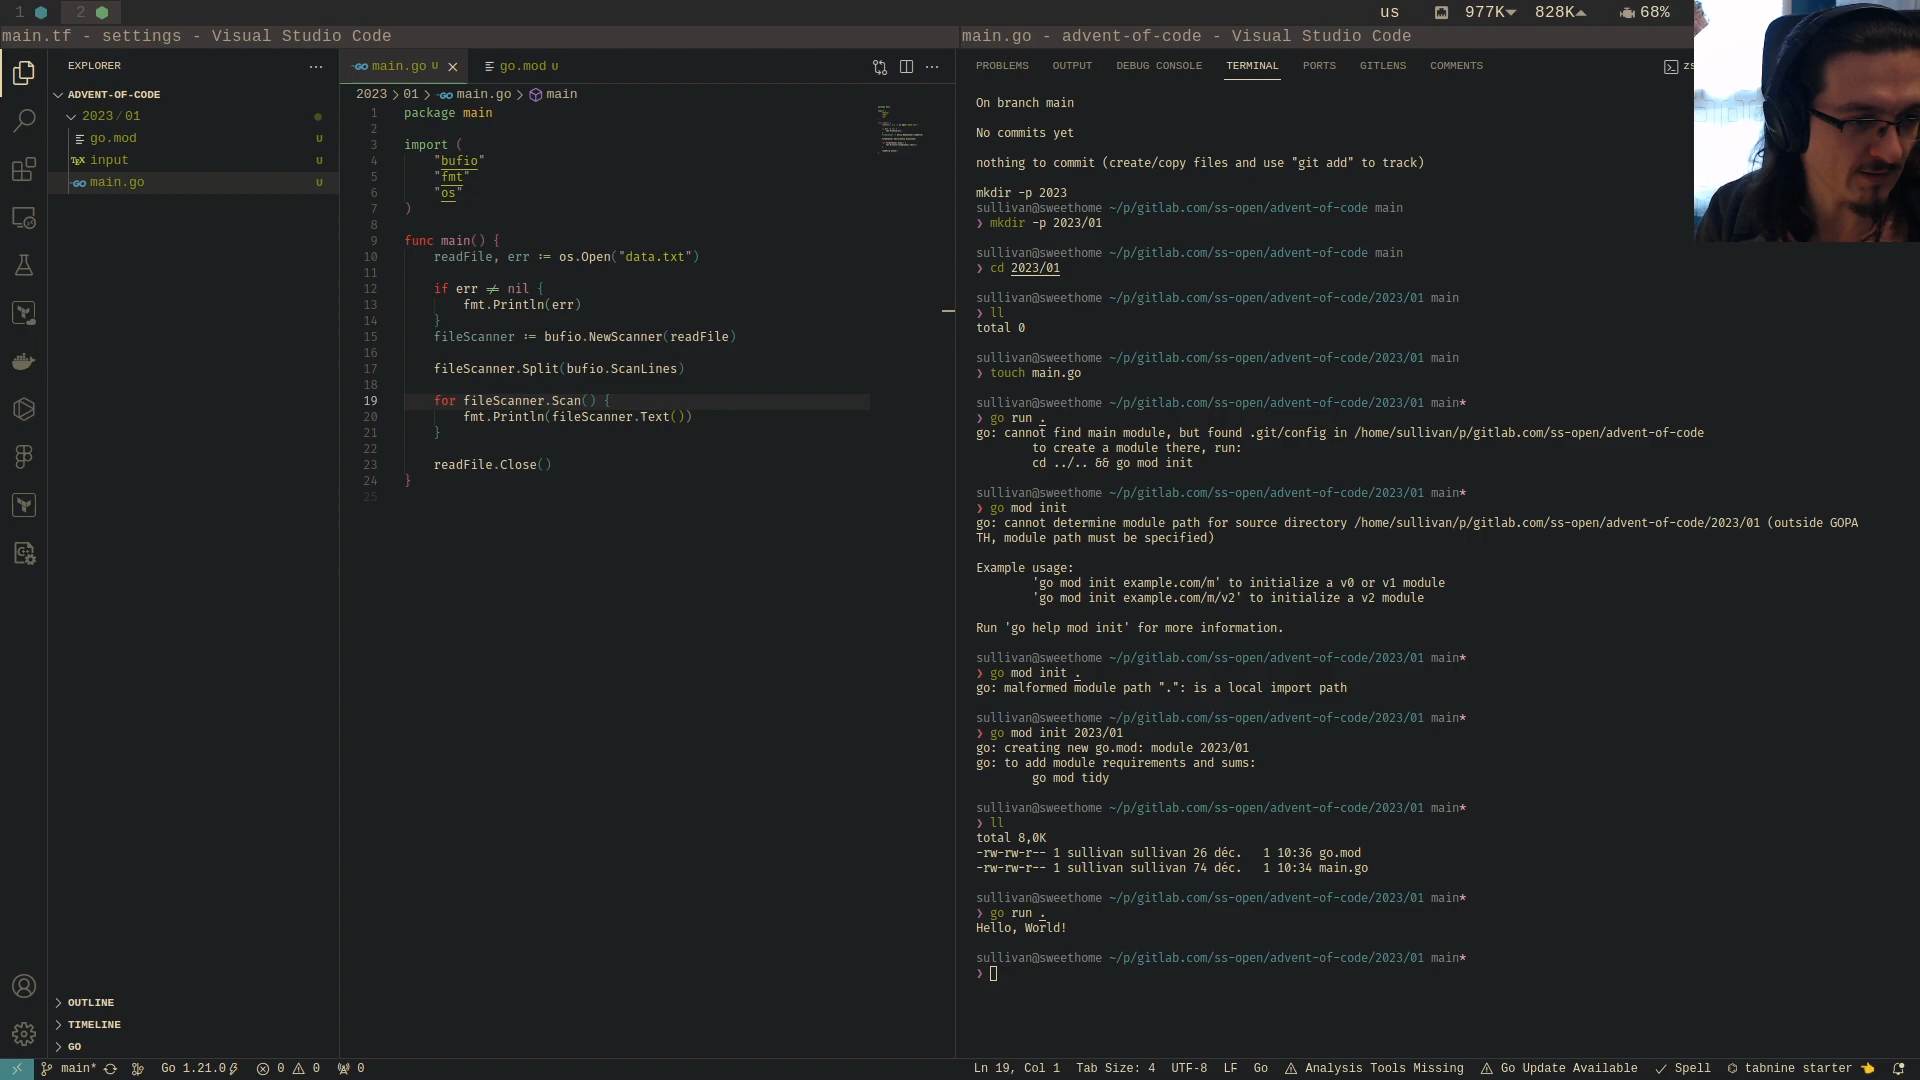 1 2 us 977K 828K 68%
main.tf - settings - Visual Studio Code
main.go - advent-of-code - Visual Studio Code
EXPLORER
ADVENT-OF-CODE
2023/01
go.mod U
input U
main.go U
OUTLINE
TIMELINE
GO
main.go U go.mod U
2023 > 01 > main.go > main
1 package main
2
3 import (
4 "bufio"
5 "fmt"
6 "os"
7 )
8
9 func main() {
10 readFile, err := os.Open("data.txt")
11
12 if err ≠ nil {
13 fmt.Println(err)
14 }
15 fileScanner := bufio.NewScanner(readFile)
16
17 fileScanner.Split(bufio.ScanLines)
18
19 for fileScanner.Scan() {
20 fmt.Println(fileScanner.Text())
21 }
22
23 readFile.Close()
24 }
25
PROBLEMS OUTPUT DEBUG CONSOLE TERMINAL PORTS GITLENS COMMENTS
On branch main
No commits yet
nothing to commit (create/copy files and use "git add" to track)
mkdir -p 2023
sullivan@sweethome ~/p/gitlab.com/ss-open/advent-of-code main
❯ mkdir -p 2023/01
sullivan@sweethome ~/p/gitlab.com/ss-open/advent-of-code main
❯ cd 2023/01
sullivan@sweethome ~/p/gitlab.com/ss-open/advent-of-code/2023/01 main
❯ ll
total 0
sullivan@sweethome ~/p/gitlab.com/ss-open/advent-of-code/2023/01 main
❯ touch main.go
sullivan@sweethome ~/p/gitlab.com/ss-open/advent-of-code/2023/01 main*
❯ go run .
go: cannot find main module, but found .git/config in /home/sullivan/p/gitlab.com/ss-open/advent-of-code
to create a module there, run:
cd ../.. && go mod init
sullivan@sweethome ~/p/gitlab.com/ss-open/advent-of-code/2023/01 main*
❯ go mod init
go: cannot determine module path for source directory /home/sullivan/p/gitlab.com/ss-open/advent-of-code/2023/01 (outside GOPA
TH, module path must be specified)
Example usage:
'go mod init example.com/m' to initialize a v0 or v1 module
'go mod init example.com/m/v2' to initialize a v2 module
Run 'go help mod init' for more information.
sullivan@sweethome ~/p/gitlab.com/ss-open/advent-of-code/2023/01 main*
❯ go mod init .
go: malformed module path ".": is a local import path
sullivan@sweethome ~/p/gitlab.com/ss-open/advent-of-code/2023/01 main*
❯ go mod init 2023/01
go: creating new go.mod: module 2023/01
go: to add module requirements and sums:
go mod tidy
sullivan@sweethome ~/p/gitlab.com/ss-open/advent-of-code/2023/01 main*
❯ ll
total 8,0K
-rw-rw-r-- 1 sullivan sullivan 26 déc. 1 10:36 go.mod
-rw-rw-r-- 1 sullivan sullivan 74 déc. 1 10:34 main.go
sullivan@sweethome ~/p/gitlab.com/ss-open/advent-of-code/2023/01 main*
❯ go run .
Hello, World!
sullivan@sweethome ~/p/gitlab.com/ss-open/advent-of-code/2023/01 main*
❯
main* Go 1.21.0 0 0 0 Ln 19, Col 1 Tab Size: 4 UTF-8 LF Go Analysis Tools Missing Go Update Available Spell tabnine starter